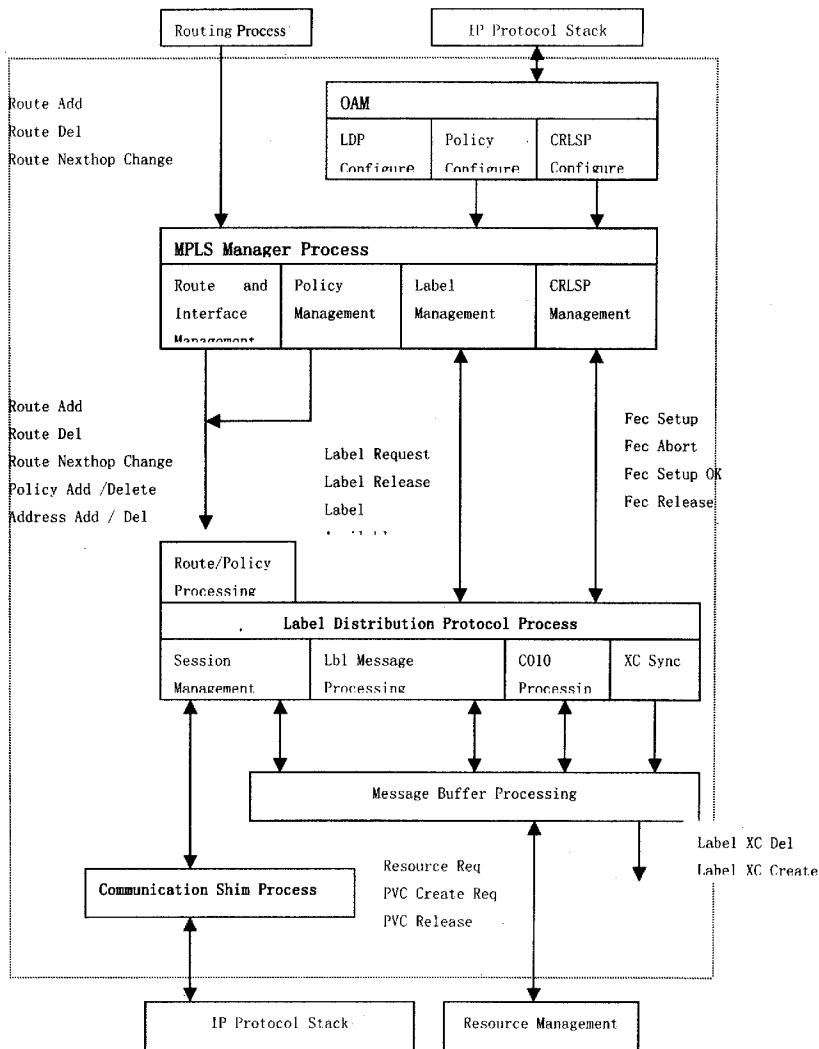 Routing Process
IP Protocol Stack
Route Add
Route Del
Route Nexthop Change
OAM
LDP
Configure
Policy
Configure
CRLSP
Configure
MPLS Manager Process
Route and
Interface
Management
Policy
Management
Label
Management
CRLSP
Management
Route Add
Route Del
Route Nexthop Change
Policy Add /Delete
Address Add / Del
Label Request
Label Release
Label
Fec Setup
Fec Abort
Fec Setup OK
Fec Release
Route/Policy
Processing
Label Distribution Protocol Process
Session
Management
Lbl Message
Processing
CO10
Processin
XC Sync
Message Buffer Processing
Label XC Del
Label XC Create
Communication Shim Process
Resource Req
PVC Create Req
PVC Release
IP Protocol Stack
Resource Management